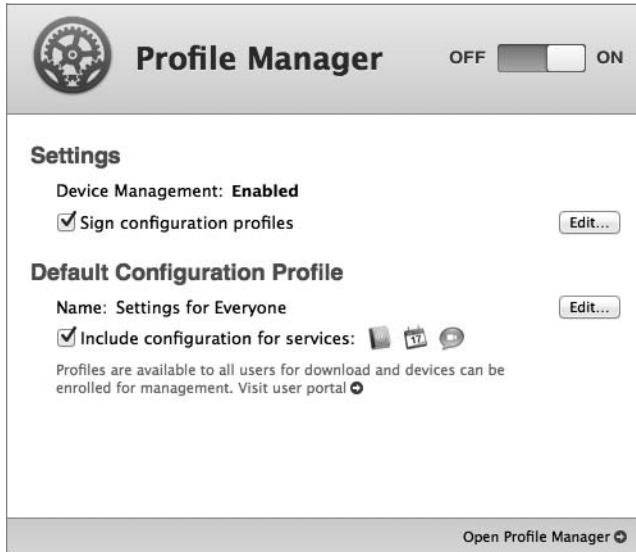 Profile Manager
OFF ON
Settings
Device Management: Enabled
Sign configuration profiles
Edit...
Default Configuration Profile
Name: Settings for Everyone
Edit...
Include configuration for services:
17
Profiles are available to all users for download and devices can be
enrolled for management. Visit user portal
Open Profile Manager